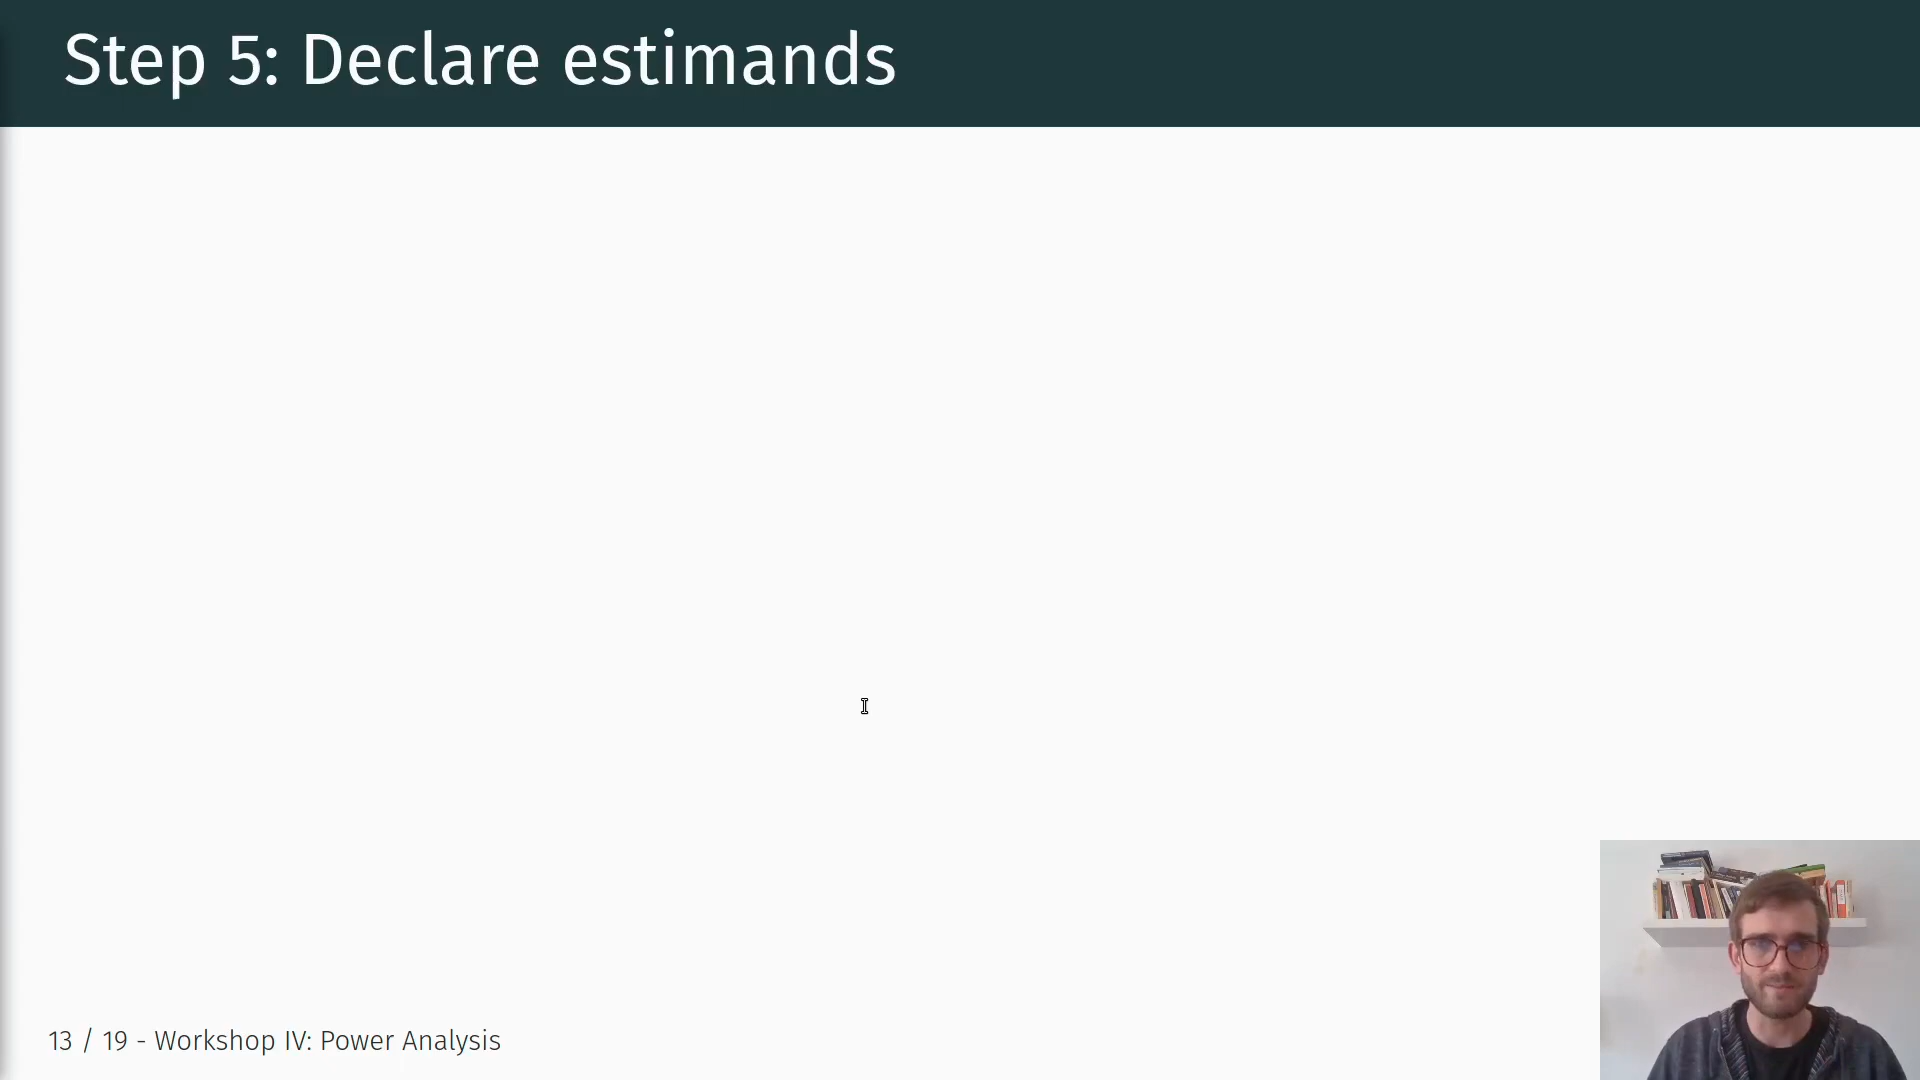 Step 5: Declare estimands
13 / 19 - Workshop IV: Power Analysis